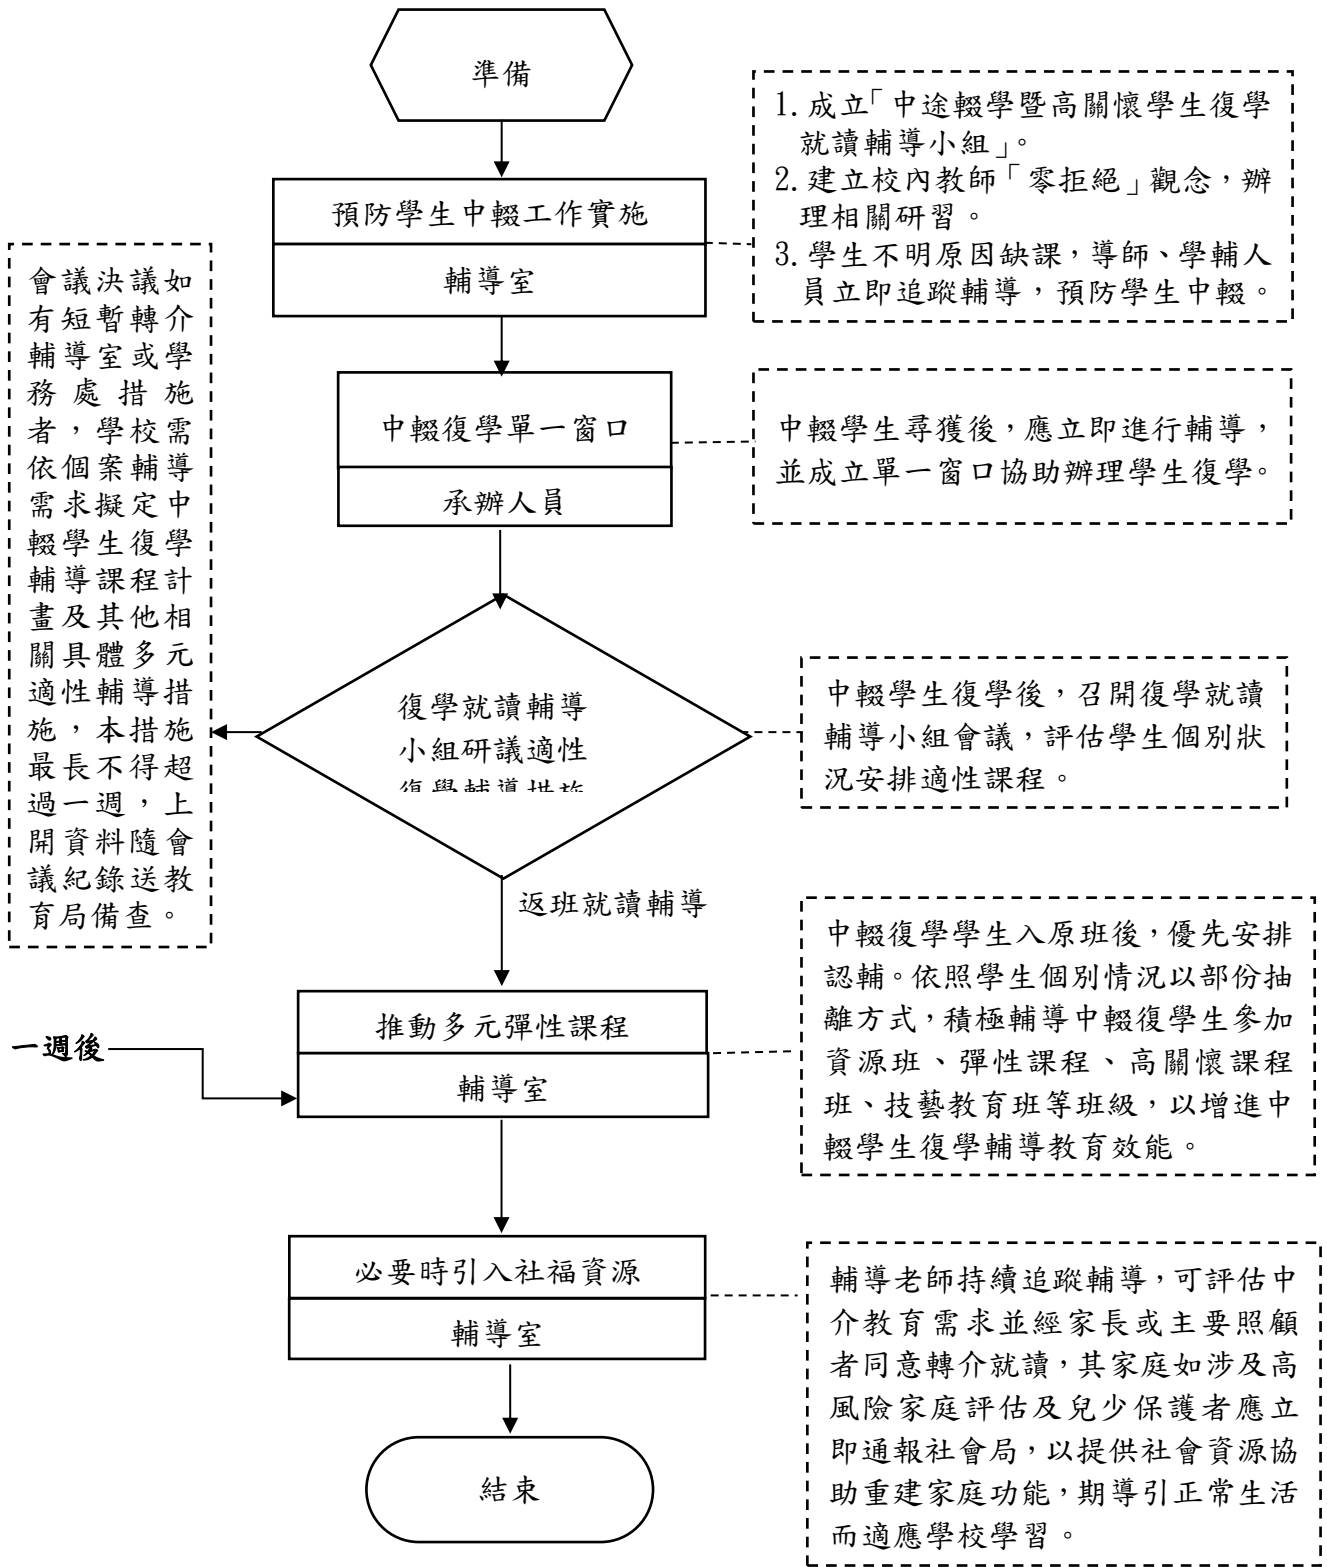 準備
1.成立「中途輟學暨高關懷學生復學
就讀輔導小組」。
2.建立校內教師「零拒絕」觀念，辦
理相關研習。
3.學生不明原因缺課，導師、學輔人
員立即追蹤輔導，預防學生中輟。
預防學生中輟工作實施
輔導室
會議決議如
有短暫轉介
輔導室或學
務處措施
者，學校需
依個案輔導
需求擬定中
輟學生復學
輔導課程計
畫及其他相
關具體多元
適性輔導措
施，本措施
最長不得超
過一週，上
開資料隨會
議紀錄送教
育局備查。
中輟復學單一窗口
承辦人員
中輟學生尋獲後，應立即進行輔導，
並成立單一窗口協助辦理學生復學。
復學就讀輔導
小組研議適性
復學輔導措施
中輟學生復學後，召開復學就讀
輔導小組會議，評估學生個別狀
況安排適性課程。
返班就讀輔導
中輟復學學生入原班後，優先安排
認輔。依照學生個別情況以部份抽
離方式，積極輔導中輟復學生參加
資源班、彈性課程、高關懷課程
班、技藝教育班等班級，以增進中
輟學生復學輔導教育效能。
一週後
推動多元彈性課程
輔導室
必要時引入社福資源
輔導室
輔導老師持續追蹤輔導，可評估中
介教育需求並經家長或主要照顧
者同意轉介就讀，其家庭如涉及高
風險家庭評估及兒少保護者應立
即通報社會局，以提供社會資源協
助重建家庭功能，期導引正常生活
而適應學校學習。
結束